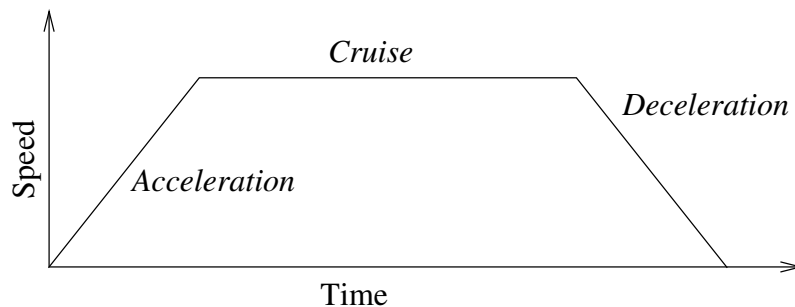 Cruise
Deceleration
Speed
Acceleration
Time